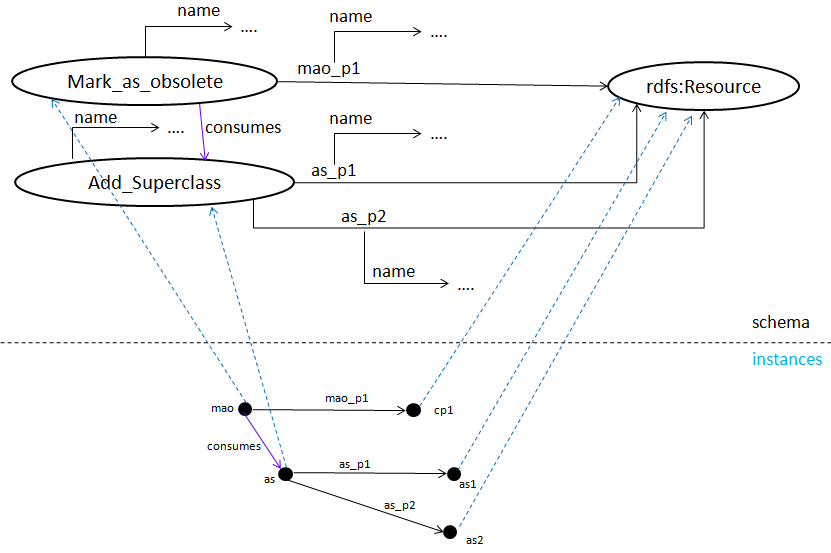 name
....
name
....
Mark_as_obsolete
mao_p1
rdfs:Resource
name
....
consumes
name
....
Add_Superclass
as_p1
as_p2
name
....
schema
instances
mao
mao_p1
cp1
consumes
as
as_p1
as1
as_p2
as2